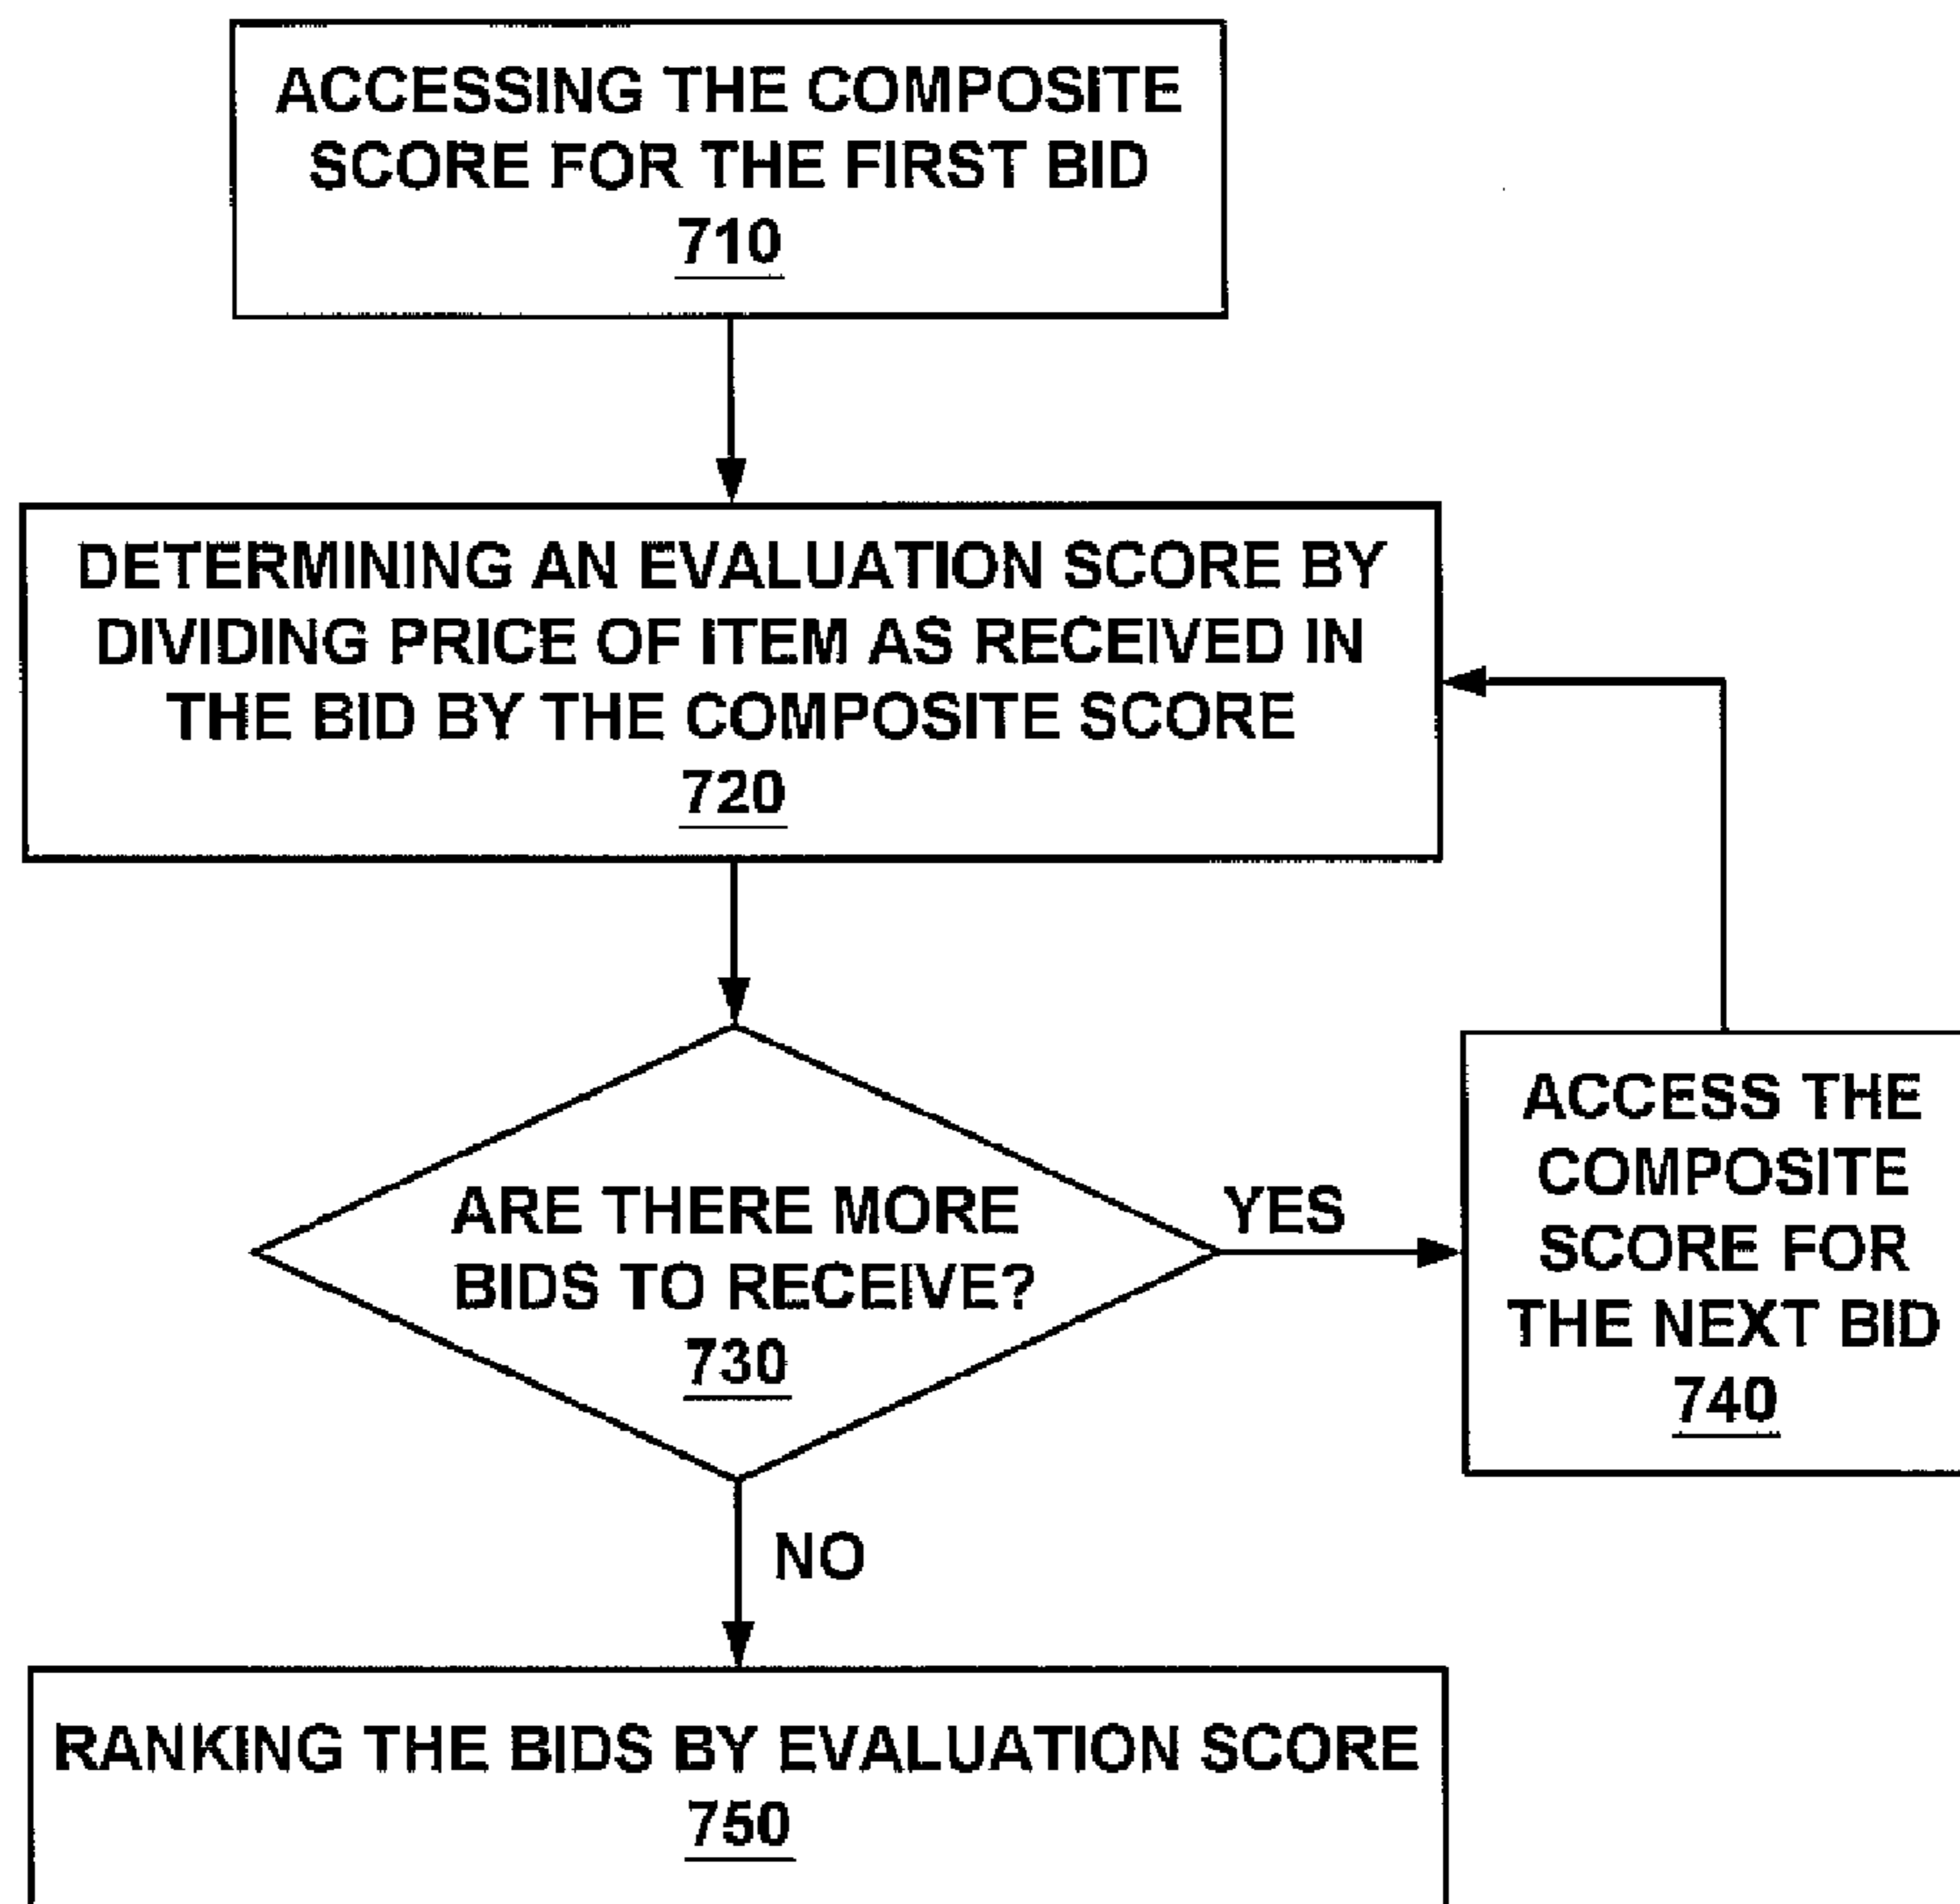 ACCESSING THE COMPOSITE
SCORE FOR THE FIRST BID
710
DETERMINING AN EVALUATION SCORE BY
DIVIDING PRICE OF ITEM AS RECEIVED IN
THE BID BY THE COMPOSITE SCORE
720
ARE THERE MORE
BIDS TO RECEIVE?
730
YES
ACCESS THE
COMPOSITE
SCORE FOR
THE NEXT BID
740
NO
RANKING THE BIDS BY EVALUATION SCORE
750